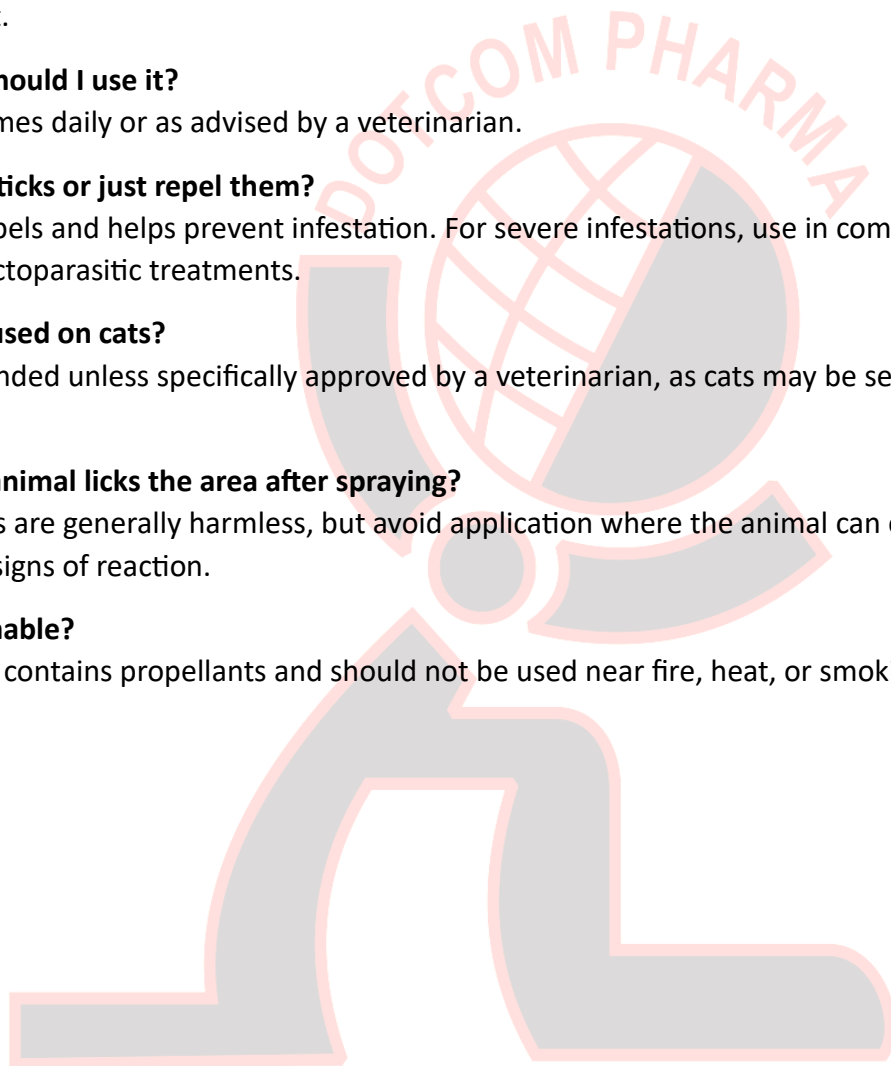 DOTCOM PHARMA
hould I use it?
mes daily or as advised by a veterinarian.
ticks or just repel them?
pels and helps prevent infestation. For severe infestations, use in com
ctoparasitic treatments.
used on cats?
nded unless specifically approved by a veterinarian, as cats may be se
animal licks the area after spraying?
s are generally harmless, but avoid application where the animal can
signs of reaction.
able?
contains propellants and should not be used near fire, heat, or smok